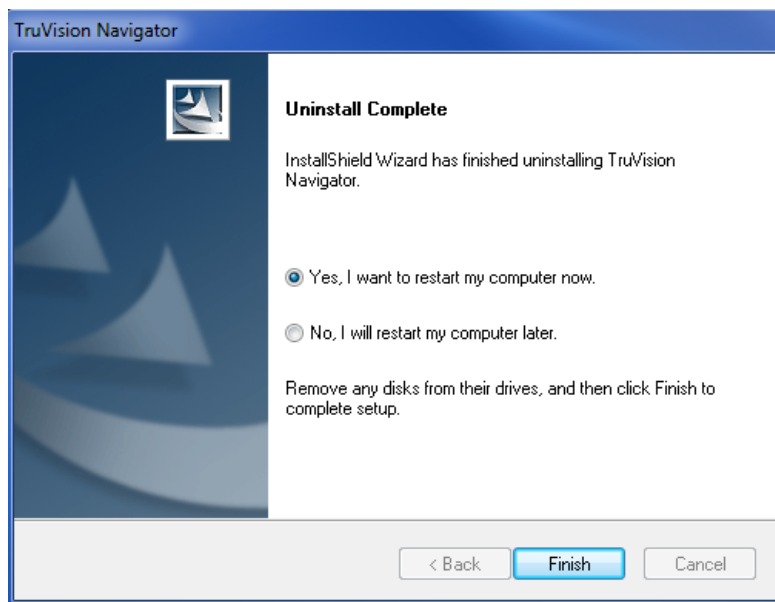 TruVision Navigator
Uninstall Complete
InstallShield Wizard has finished uninstalling TruVision
Navigator.
Yes, I want to restart my computer now.
No, I will restart my computer later.
Remove any disks from their drives, and then click Finish to
complete setup.
< Back
Finish
Cancel